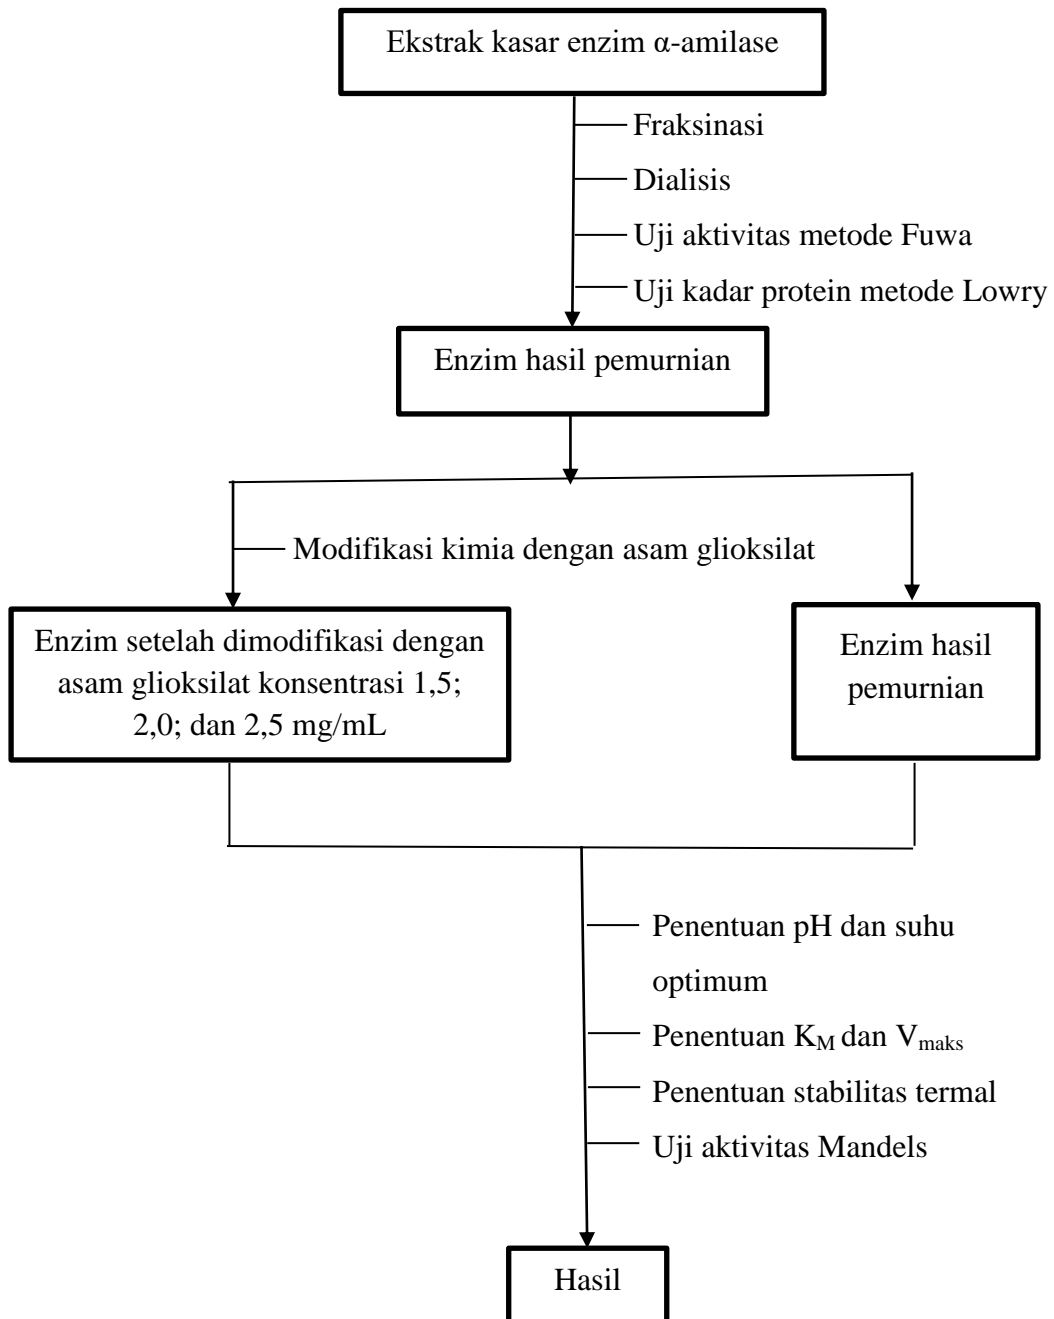 Ekstrak kasar enzim α-amilase
Fraksinasi
Dialisis
Uji aktivitas metode Fuwa
Uji kadar protein metode Lowry
Enzim hasil pemurnian
Modifikasi kimia dengan asam glioksilat
Enzim setelah dimodifikasi dengan
asam glioksilat konsentrasi 1,5;
2,0; dan 2,5 mg/mL
Enzim hasil
pemurnian
Penentuan pH dan suhu
optimum
Penentuan K_M dan V_maks
Penentuan stabilitas termal
Uji aktivitas Mandels
Hasil